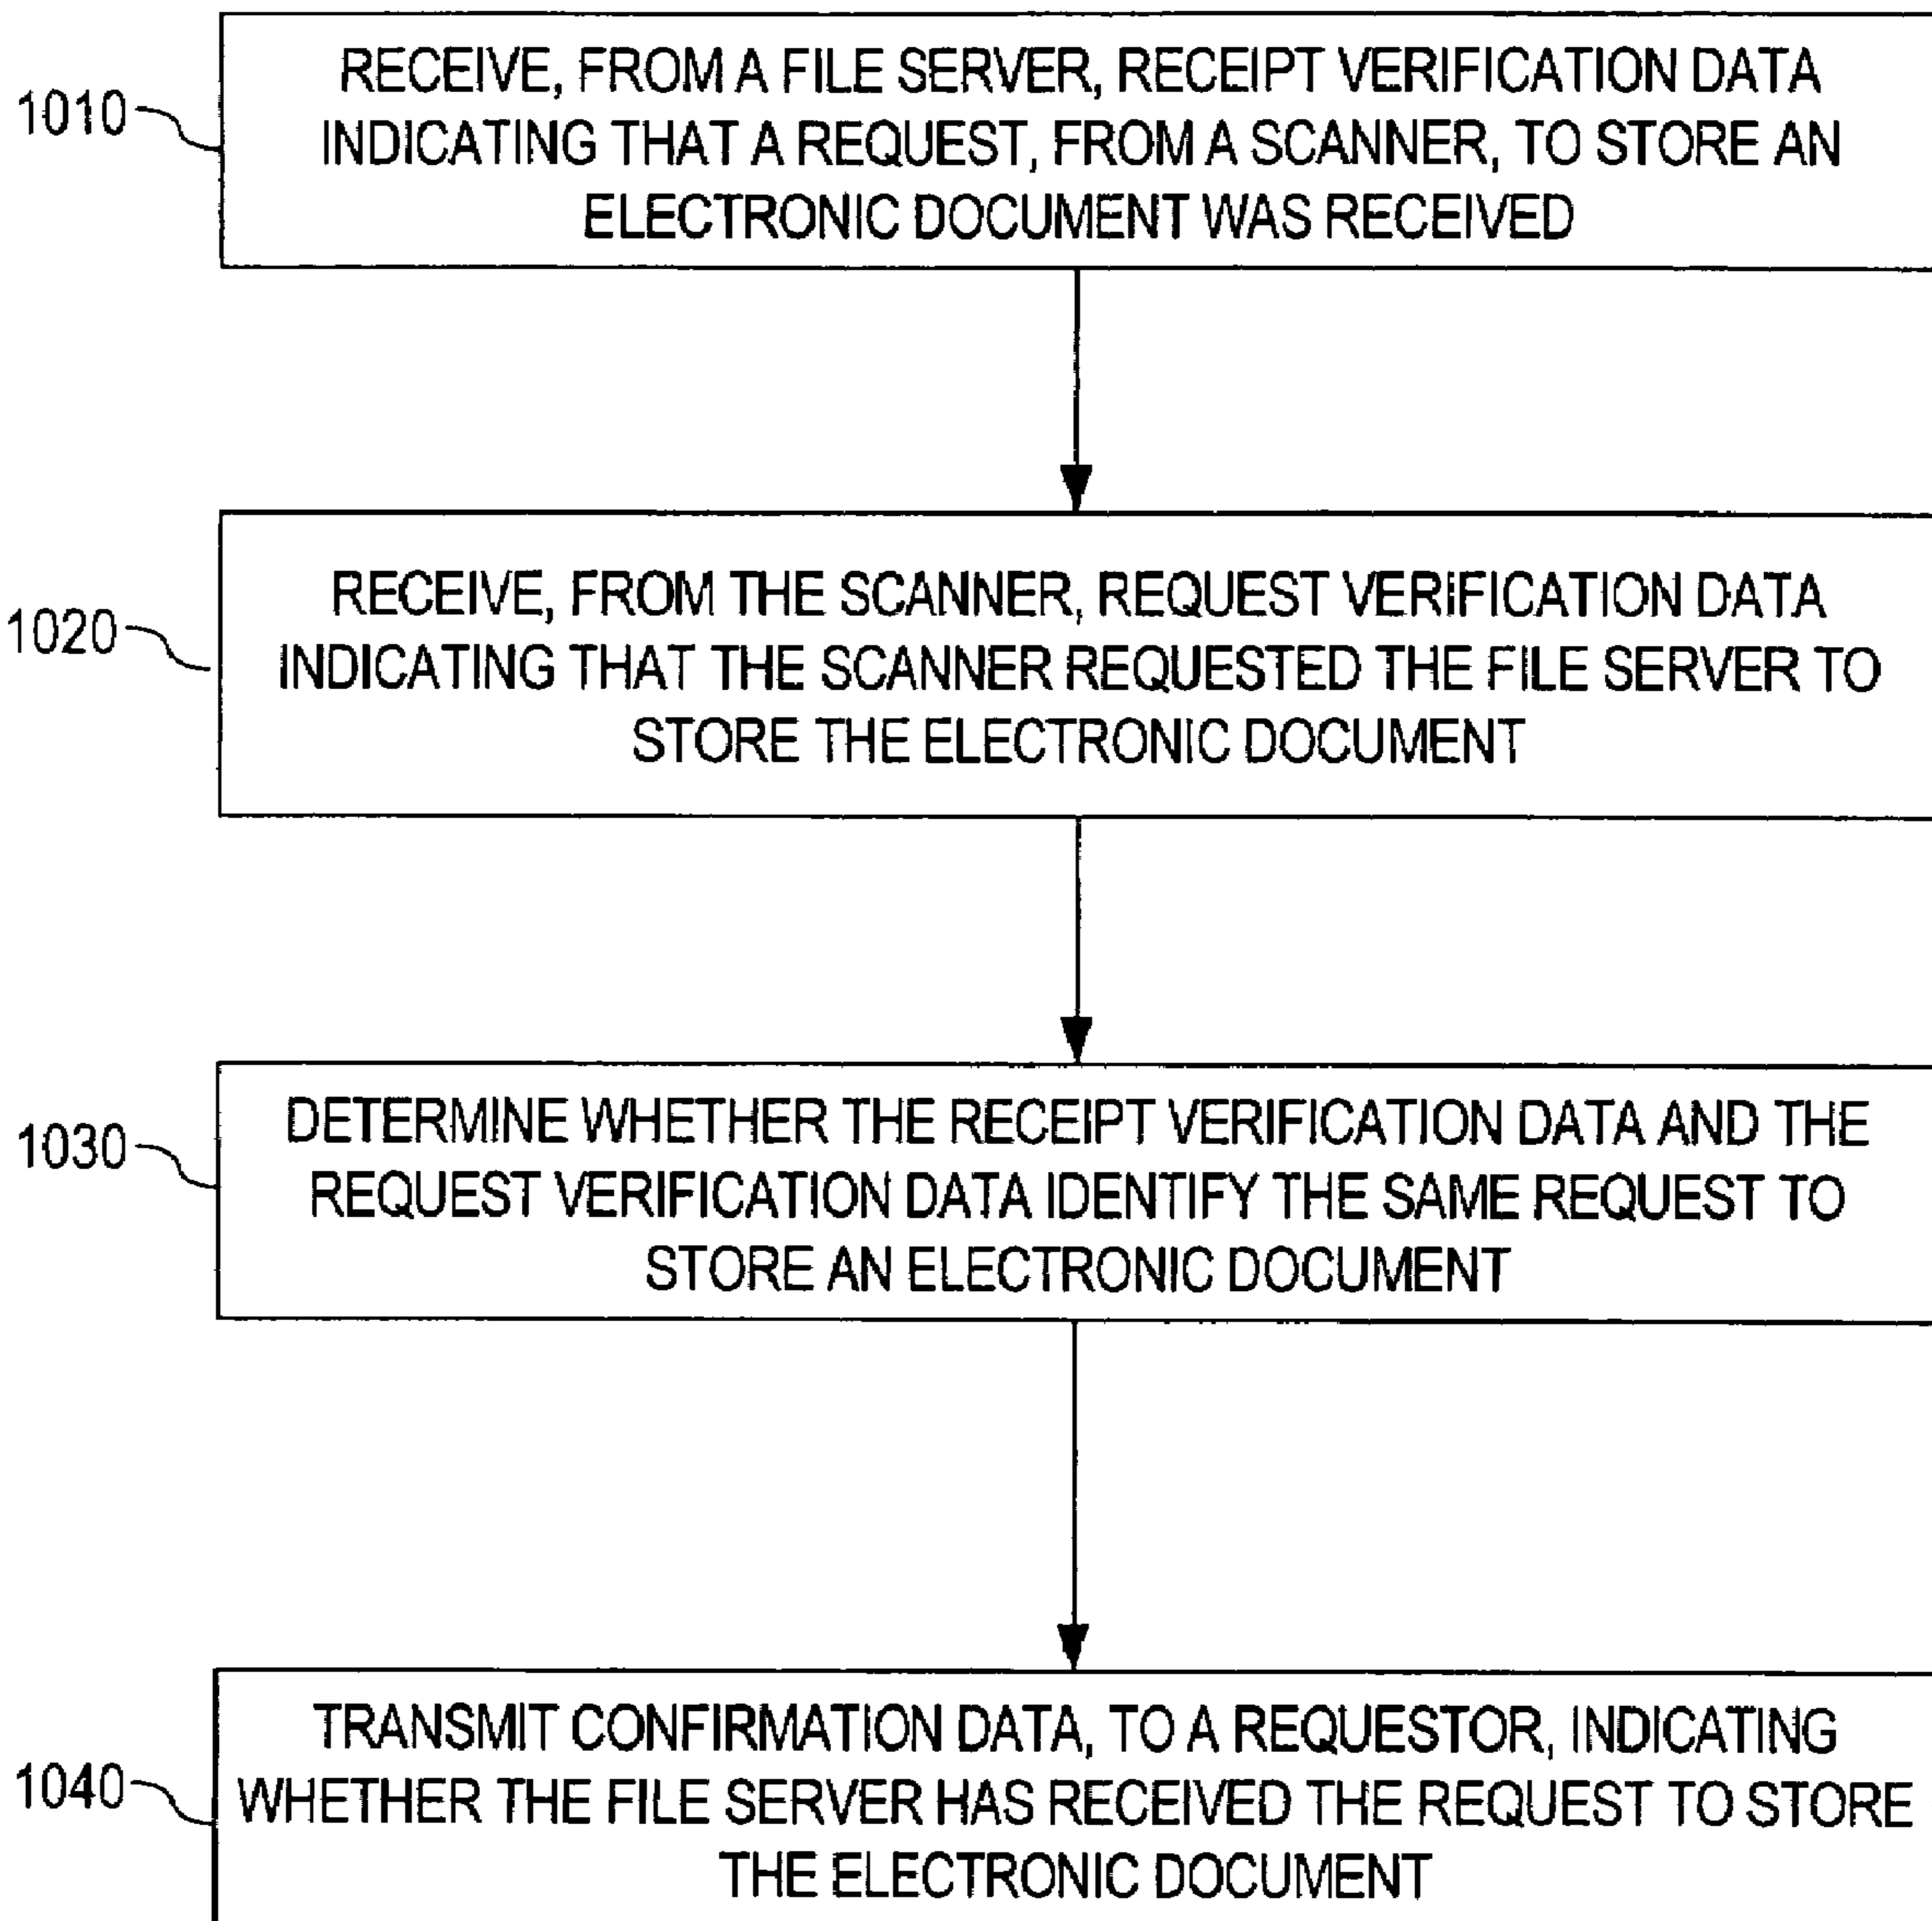 RECEIVE, FROM A FILE SERVER, RECEIPT VERIFICATION DATA
1010
INDICATING THAT A REQUEST, FROM A SCANNER, TO STORE AN
ELECTRONIC DOCUMENT WAS RECEIVED
RECEIVE, FROM THE SCANNER, REQUEST VERIFICATION DATA
1020
INDICATING THAT THE SCANNER REQUESTED THE FILE SERVER TO
STORE THE ELECTRONIC DOCUMENT
DETERMINE WHETHER THE RECEIPT VERIFICATION DATA AND THE
1030
REQUEST VERIFICATION DATA IDENTIFY THE SAME REQUEST TO
STORE AN ELECTRONIC DOCUMENT
TRANSMIT CONFIRMATION DATA, TO A REQUESTOR, INDICATING
1040
WHETHER THE FILE SERVER HAS RECEIVED THE REQUEST TO STORE
THE ELECTRONIC DOCUMENT